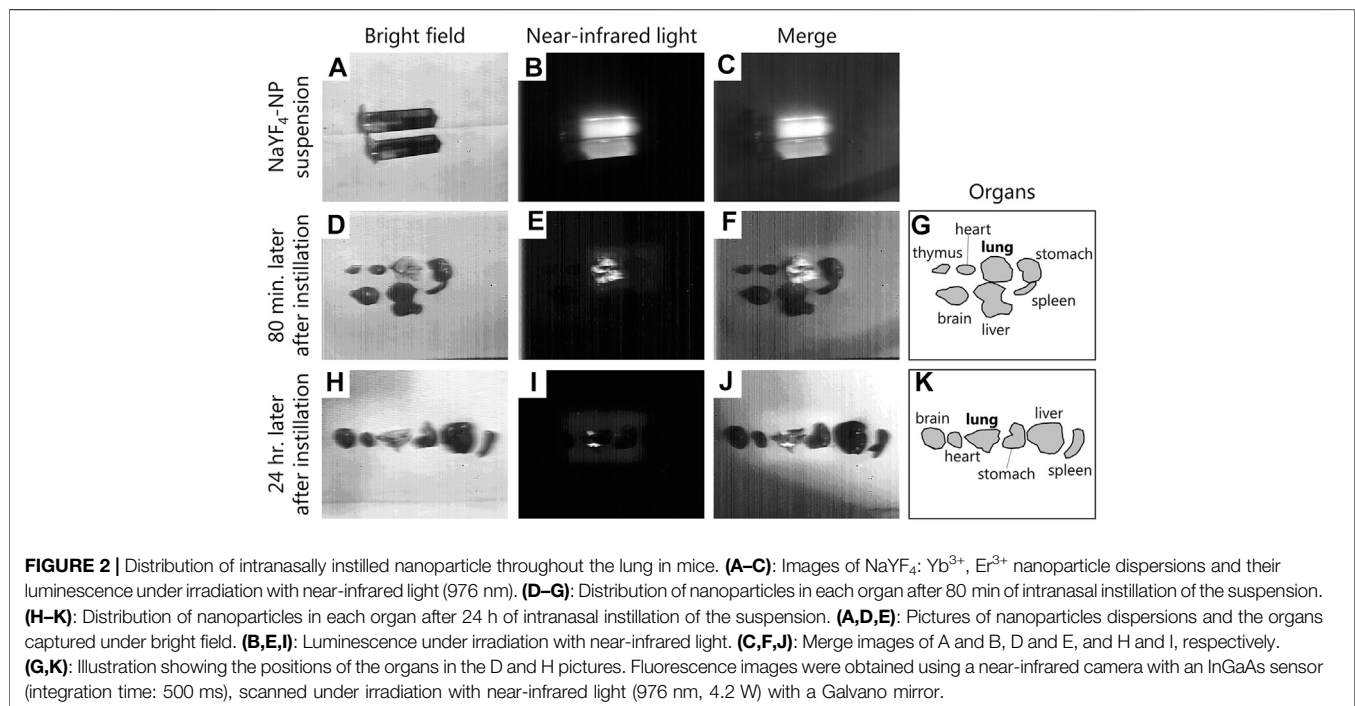 Bright field
Near-infrared light
Merge
NaYF₄-NP
suspension
A
B
C
Organs
80 min. later
after instillation
D
E
F
G
thymus
heart
lung
stomach
brain
liver
spleen
24 hr. later
after instillation
H
I
J
K
brain
heart
lung
stomach
liver
spleen
FIGURE 2 | Distribution of intranasally instilled nanoparticle throughout the lung in mice. (A–C): Images of NaYF₄: Yb³⁺, Er³⁺ nanoparticle dispersions and their
luminescence under irradiation with near-infrared light (976 nm). (D–G): Distribution of nanoparticles in each organ after 80 min of intranasal instillation of the suspension.
(H–K): Distribution of nanoparticles in each organ after 24 h of intranasal instillation of the suspension. (A,D,E): Pictures of nanoparticles dispersions and the organs
captured under bright field. (B,E,I): Luminescence under irradiation with near-infrared light. (C,F,J): Merge images of A and B, D and E, and H and I, respectively.
(G,K): Illustration showing the positions of the organs in the D and H pictures. Fluorescence images were obtained using a near-infrared camera with an InGaAs sensor
(integration time: 500 ms), scanned under irradiation with near-infrared light (976 nm, 4.2 W) with a Galvano mirror.